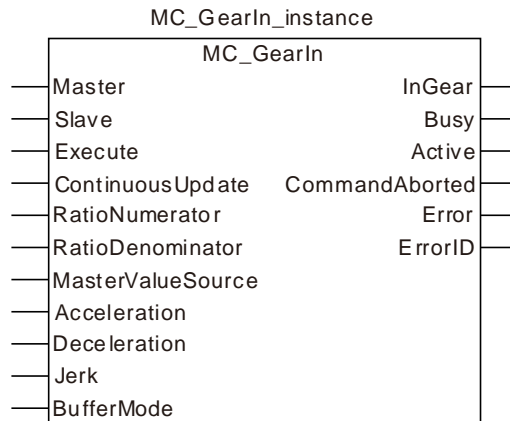 MC_GearIn_instance
MC_GearIn
Master InGear
Slave Busy
Execute Active
ContinuousUpdate CommandAborted
RatioNumerator Error
RatioDenominator ErrorID
MasterValueSource
Acceleration
Deceleration
Jerk
BufferMode